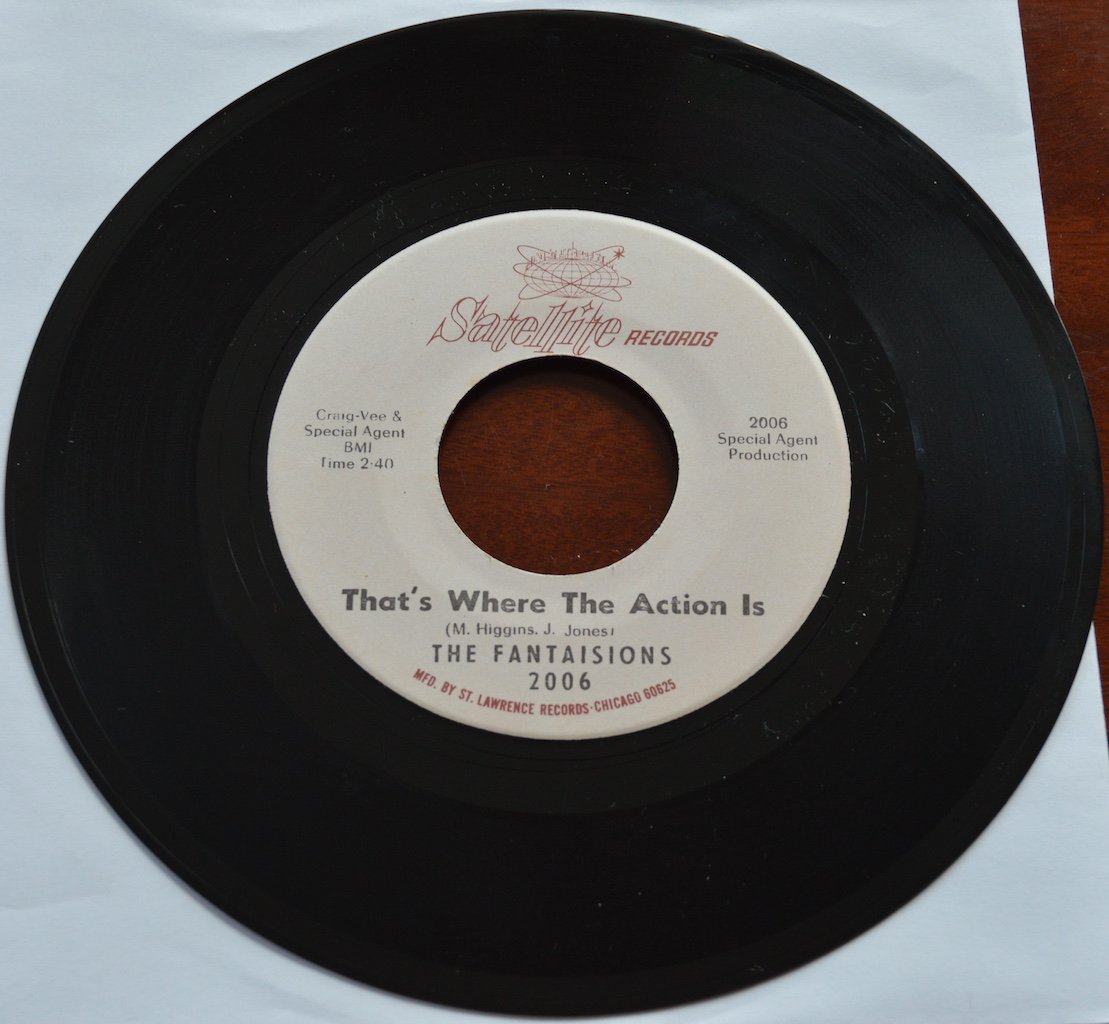 Satellite RECORDS
Craig-Vee &
Special Agent
BMI
Time 2:40
2006
Special Agent
Production
That's Where The Action Is
(M. Higgins. J. Jones)
THE FANTAISIONS
2006
MFD. BY ST. LAWRENCE RECORDS-CHICAGO 60625